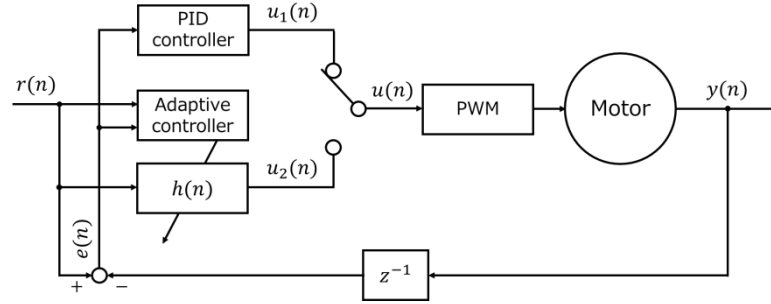 PID
controller
u₁(n)
r(n)
Adaptive
controller
u(n)
PWM
Motor
y(n)
h(n)
u₂(n)
e(n)
+
−
z⁻¹